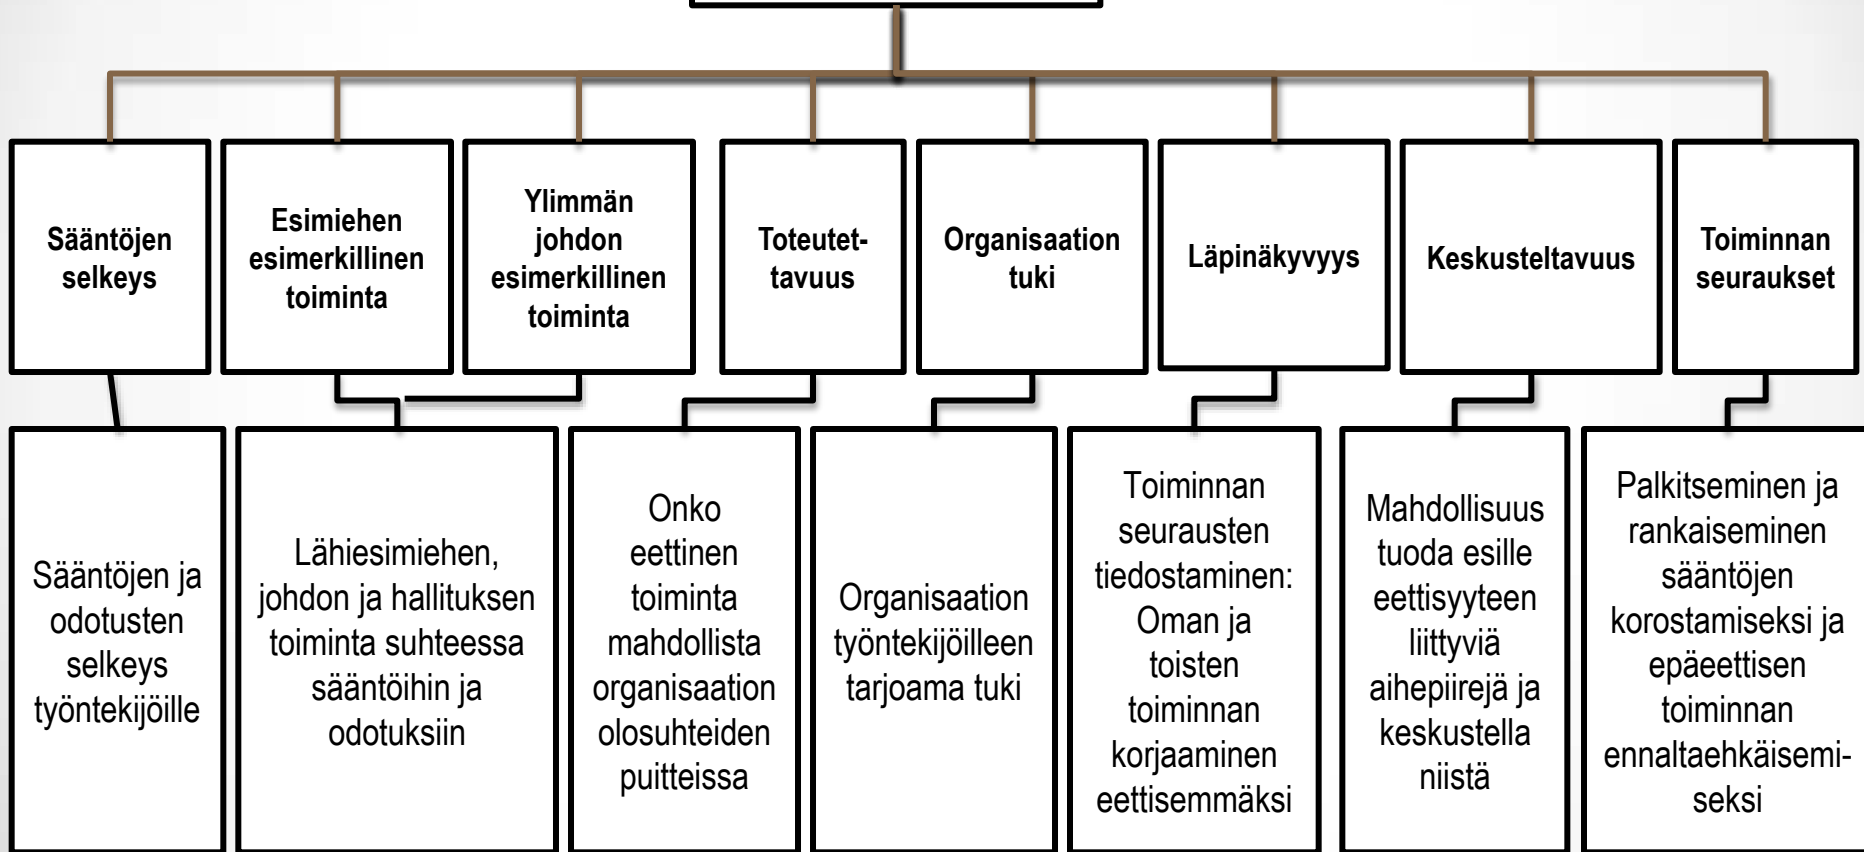 Sääntöjen
selkeys
Esimiehen
esimerkillinen
toiminta
Ylimmän
johdon
esimerkillinen
toiminta
Toteutet-
tavuus
Organisaation
tuki
Läpinäkyvyys
Keskusteltavuus
Toiminnan
seuraukset
Sääntöjen ja
odotusten
selkeys
työntekijöille
Lähiesimiehen,
johdon ja hallituksen
toiminta suhteessa
sääntöihin ja
odotuksiin
Onko
eettinen
toiminta
mahdollista
organisaation
olosuhteiden
puitteissa
Organisaation
työntekijöilleen
tarjoama tuki
Toiminnan
seurausten
tiedostaminen:
Oman ja
toisten
toiminnan
korjaaminen
eettisemmäksi
Mahdollisuus
tuoda esille
eettisyyteen
liittyviä
aihepiirejä ja
keskustella
niistä
Palkitseminen ja
rankaiseminen
sääntöjen
korostamiseksi ja
epäeettisen
toiminnan
ennaltaehkäisemi-
seksi